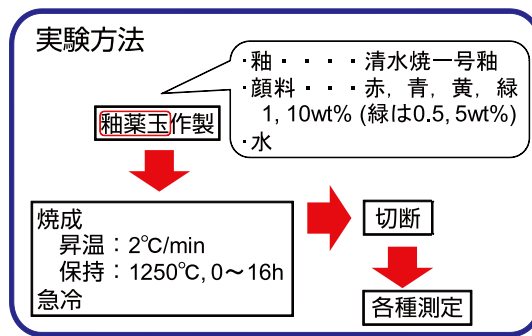 実験方法
・釉・・・・清水焼一号釉
・顔料・・・赤, 青, 黄, 緑
1, 10wt% (緑は0.5, 5wt%)
・水
釉薬玉作製
焼成
昇温：2℃/min
保持：1250℃, 0～16h
急冷
切断
各種測定